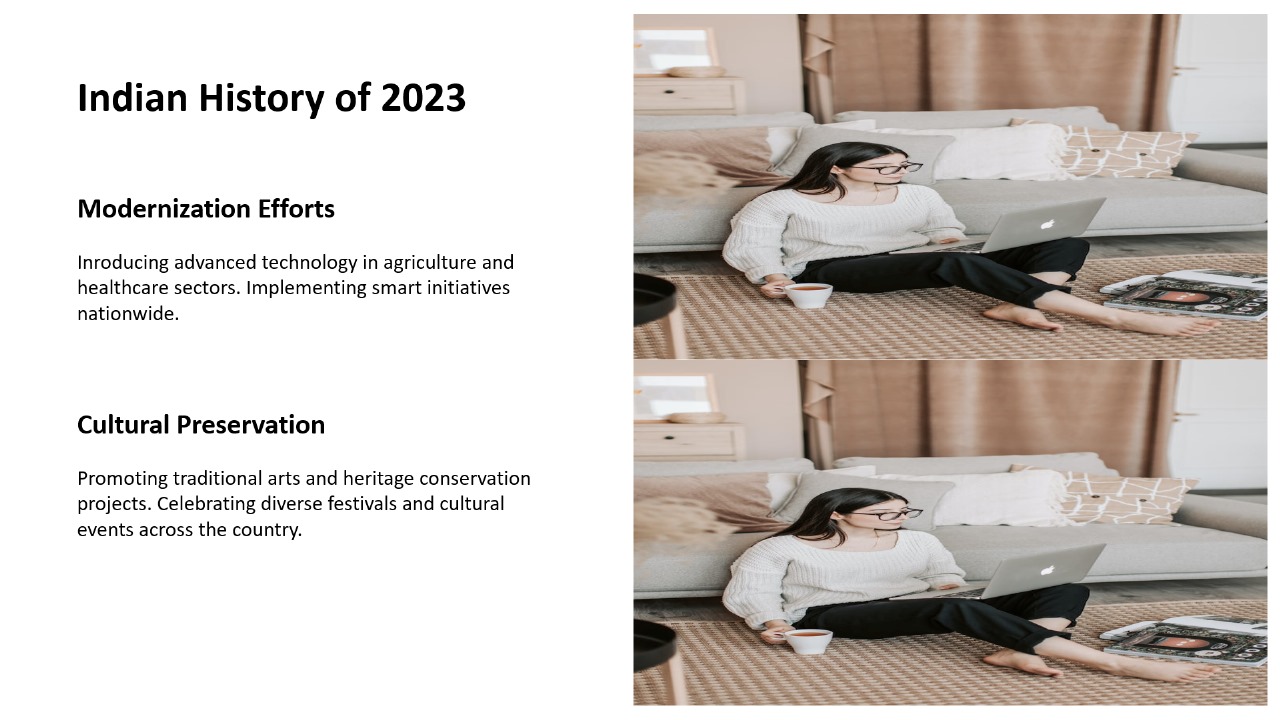 Indian History of 2023
Modernization Efforts
Inroducing advanced technology in agriculture and
healthcare sectors. Implementing smart initiatives
nationwide.
Cultural Preservation
Promoting traditional arts and heritage conservation
projects. Celebrating diverse festivals and cultural
events across the country.